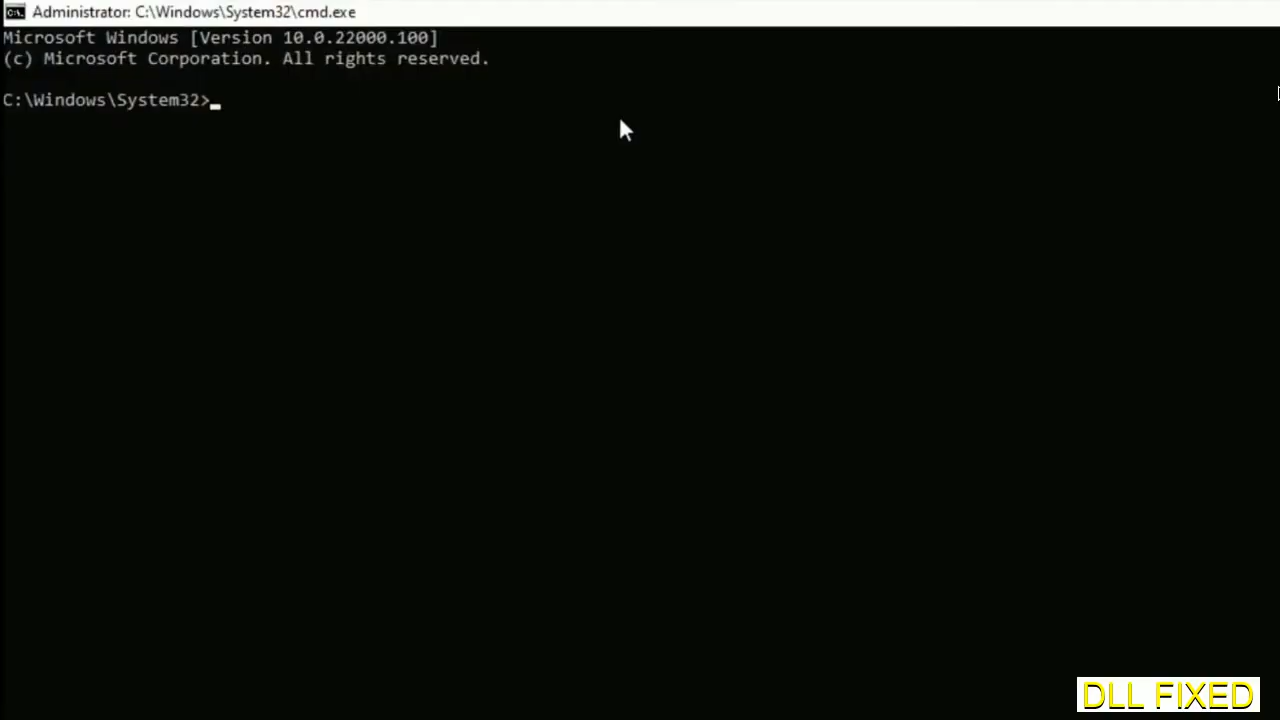 Administrator: C:\Windows\System32\cmd.exe
Microsoft Windows [Version 10.0.22000.100]
(c) Microsoft Corporation. All rights reserved.
C:\Windows\System32>
DLL FIXED